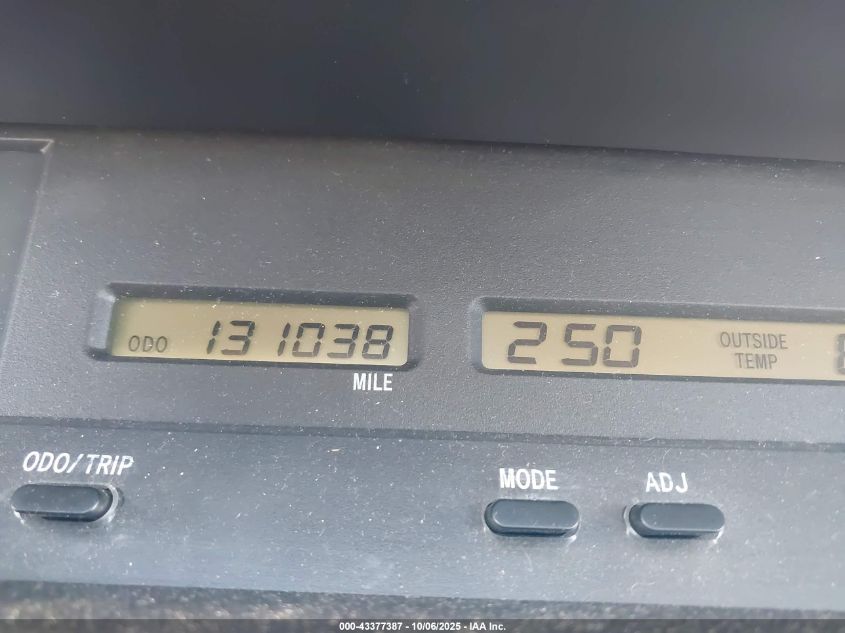 ODO 131038
MILE
250 OUTSIDE
TEMP
ODO/TRIP
MODE
ADJ
000-43377387 - 10/06/2025 - IAA Inc.